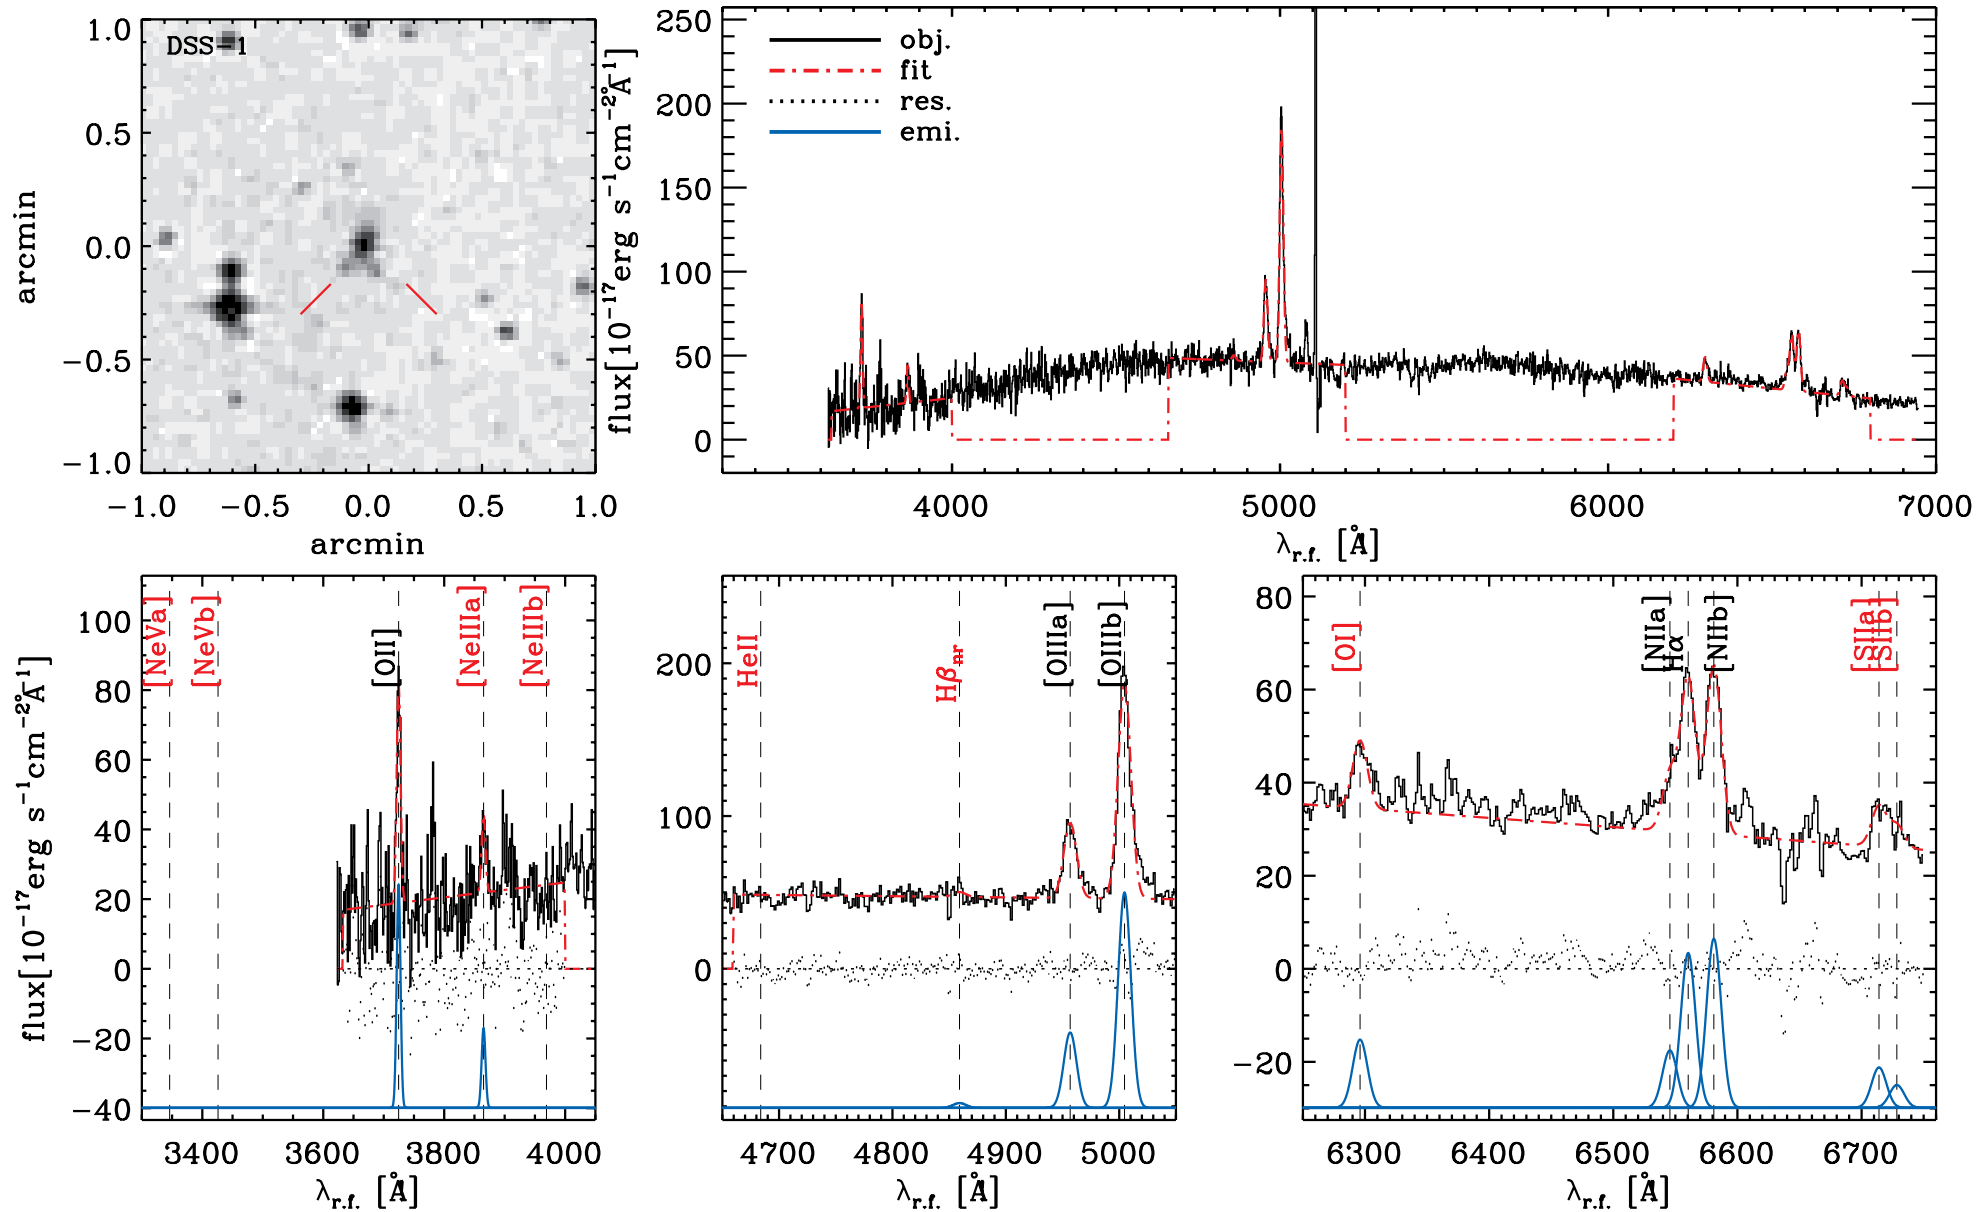 DSS-1
1.0
0.5
0.0
-0.5
-1.0
arcmin
-1.0 -0.5 0.0 0.5 1.0
arcmin
obj.
fit
res.
emi.
250
200
150
100
50
0
flux[10⁻¹⁷erg s⁻¹cm⁻²Å⁻¹]
4000 5000 6000 7000
λr.f. [Å]
[NeVa] [NeVb] [OII] [NeIIIa] [NeIIIb]
100
80
60
40
20
0
-20
-40
flux[10⁻¹⁷erg s⁻¹cm⁻²Å⁻¹]
3400 3600 3800 4000
λr.f. [Å]
HeII Hβnr [OIIIa] [OIIIb]
200
100
0
4700 4800 4900 5000
λr.f. [Å]
[OI] [NIIa] Hα [NIIb] [SIIa] [SIIb]
80
60
40
20
0
-20
6300 6400 6500 6600 6700
λr.f. [Å]